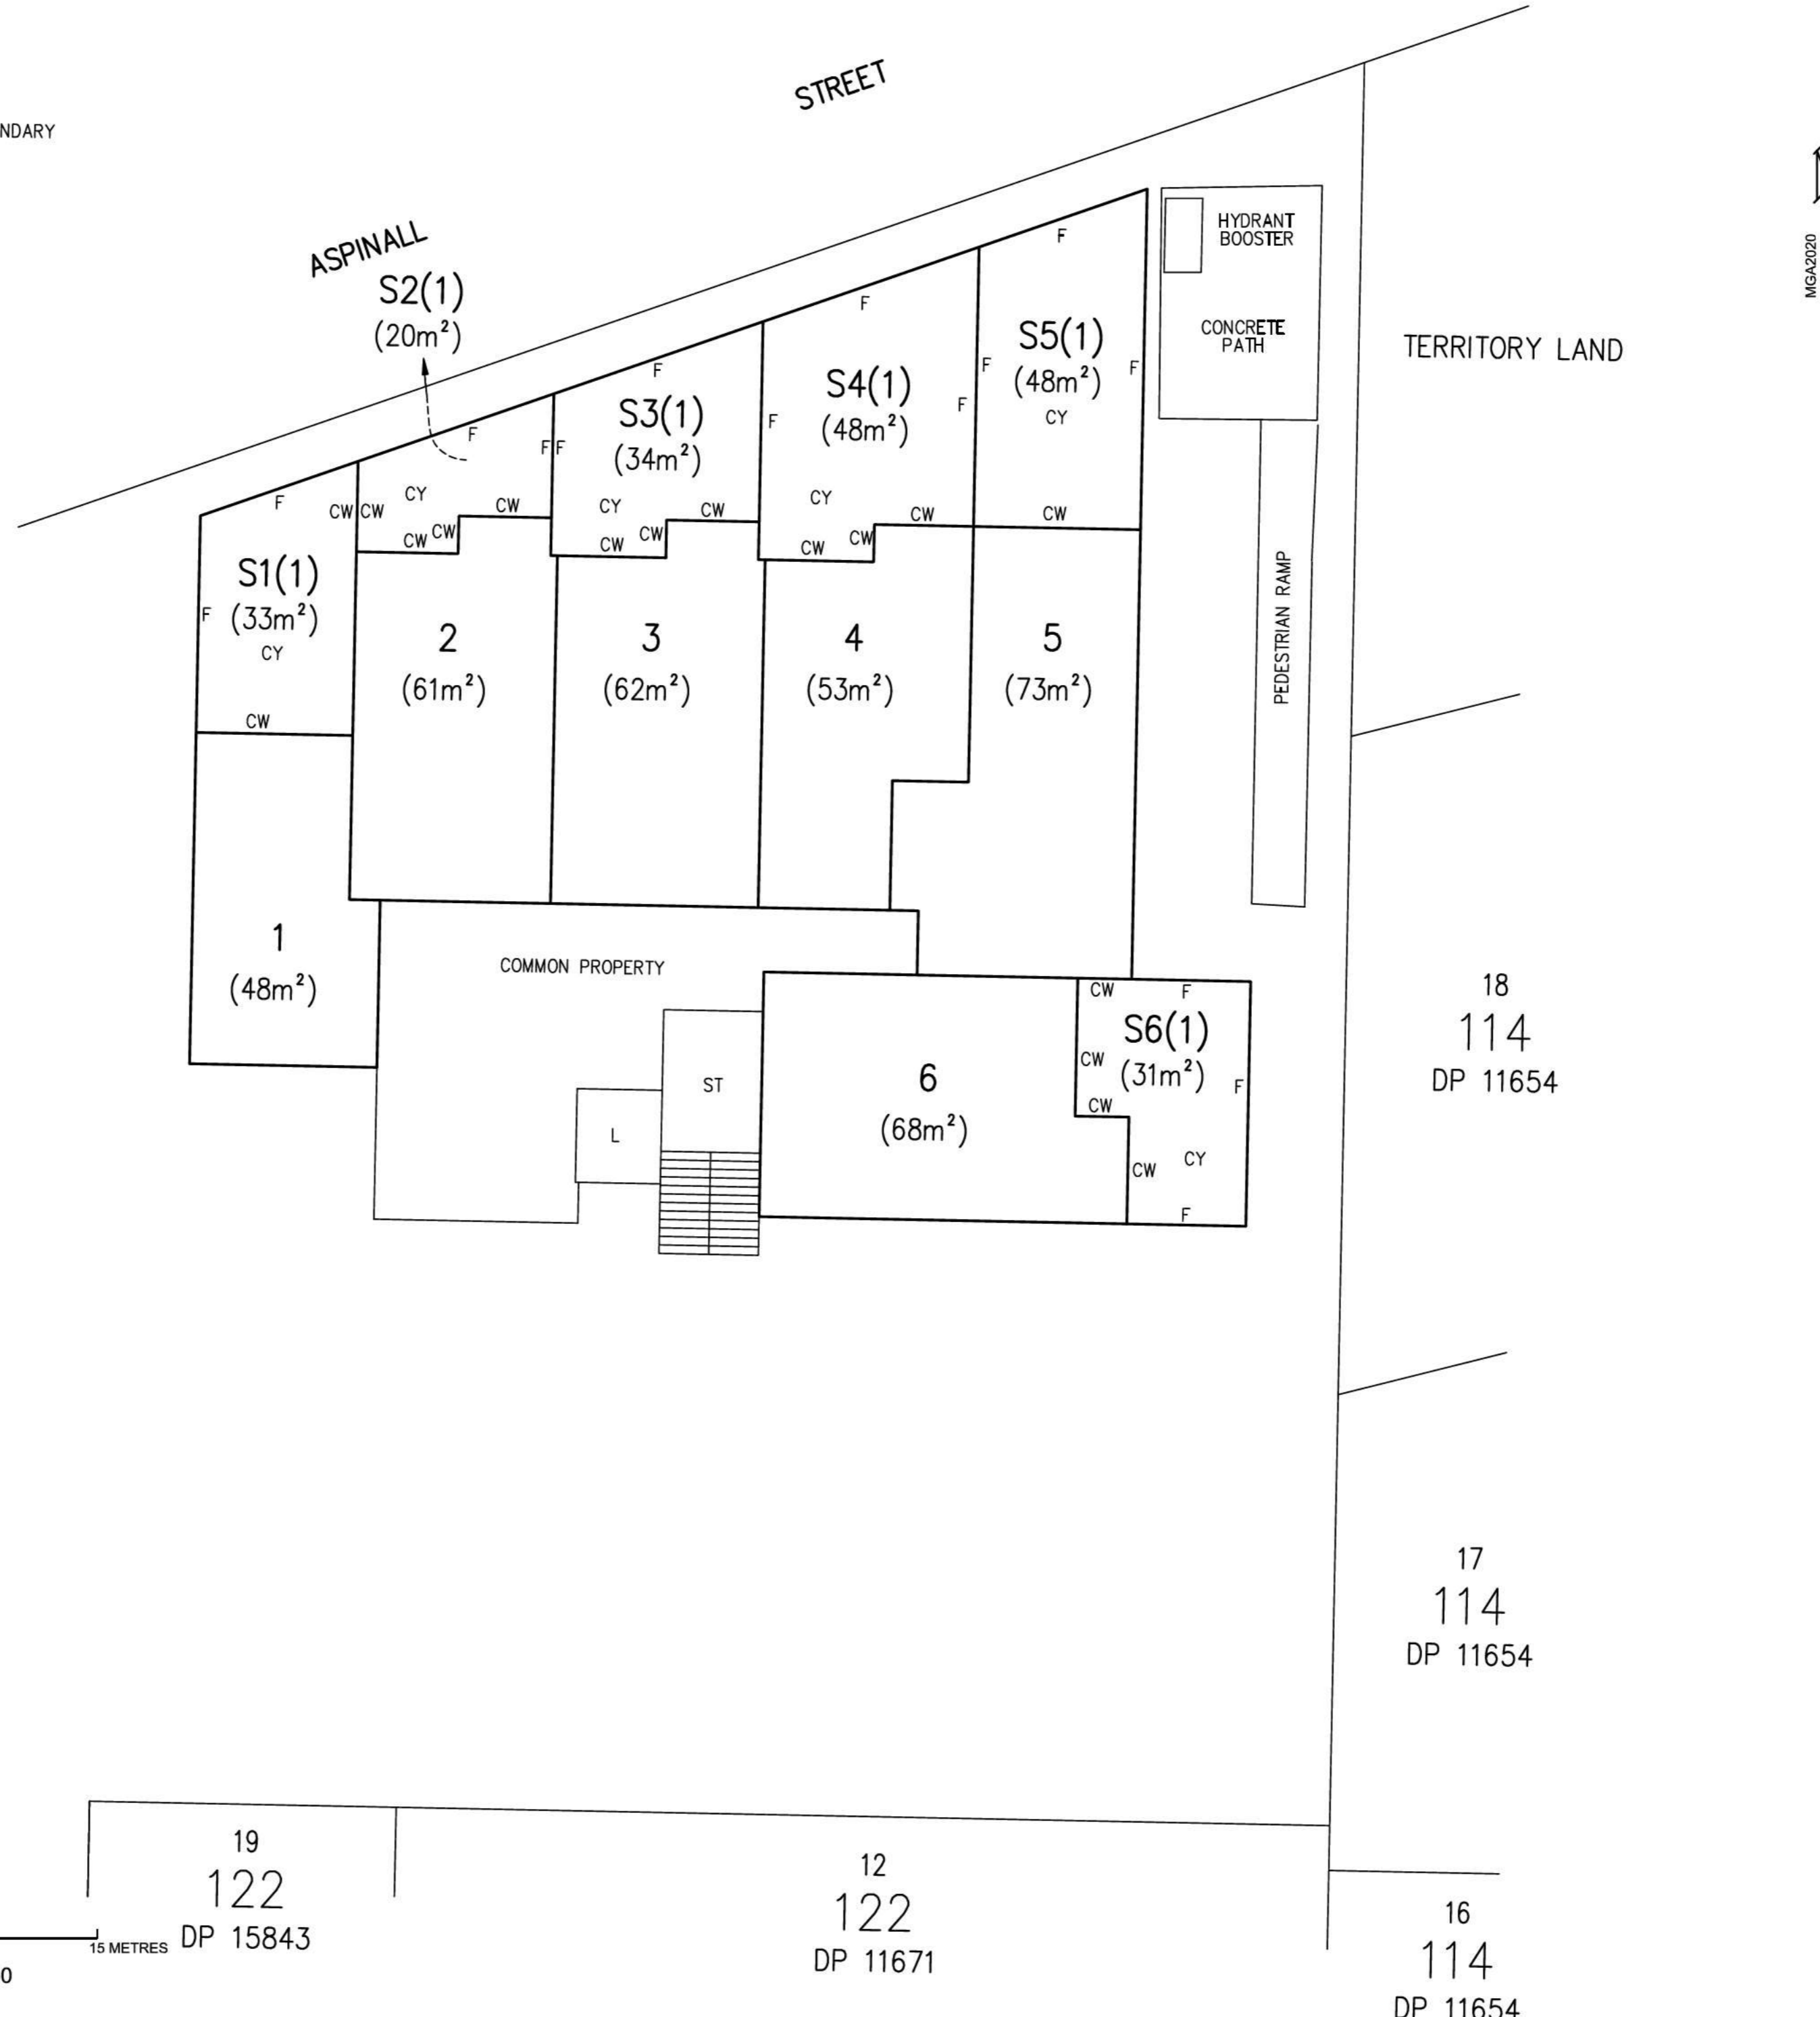 STREET
NDARY
ASPINALL
HYDRANT
BOOSTER
MGA2020
S2(1)
(20m²)
CONCRETE
PATH
TERRITORY LAND
F
F
S5(1)
(48m²)
CY
F
F
S4(1)
(48m²)
CY
F
F
F
S3(1)
(34m²)
CY
F
F
F
CY
F
CW
CW
CW
CW
CW
CW
CW
CW
CW
CW
CW
CW
S1(1)
(33m²)
CY
F
CW
2
(61m²)
3
(62m²)
4
(53m²)
5
(73m²)
PEDESTRIAN RAMP
1
(48m²)
COMMON PROPERTY
CW
F
S6(1)
(31m²)
CW
F
CW
CW
CY
F
6
(68m²)
ST
L
18
114
DP 11654
17
114
DP 11654
19
122
DP 15843
12
122
DP 11671
16
114
DP 11654
15 METRES
0